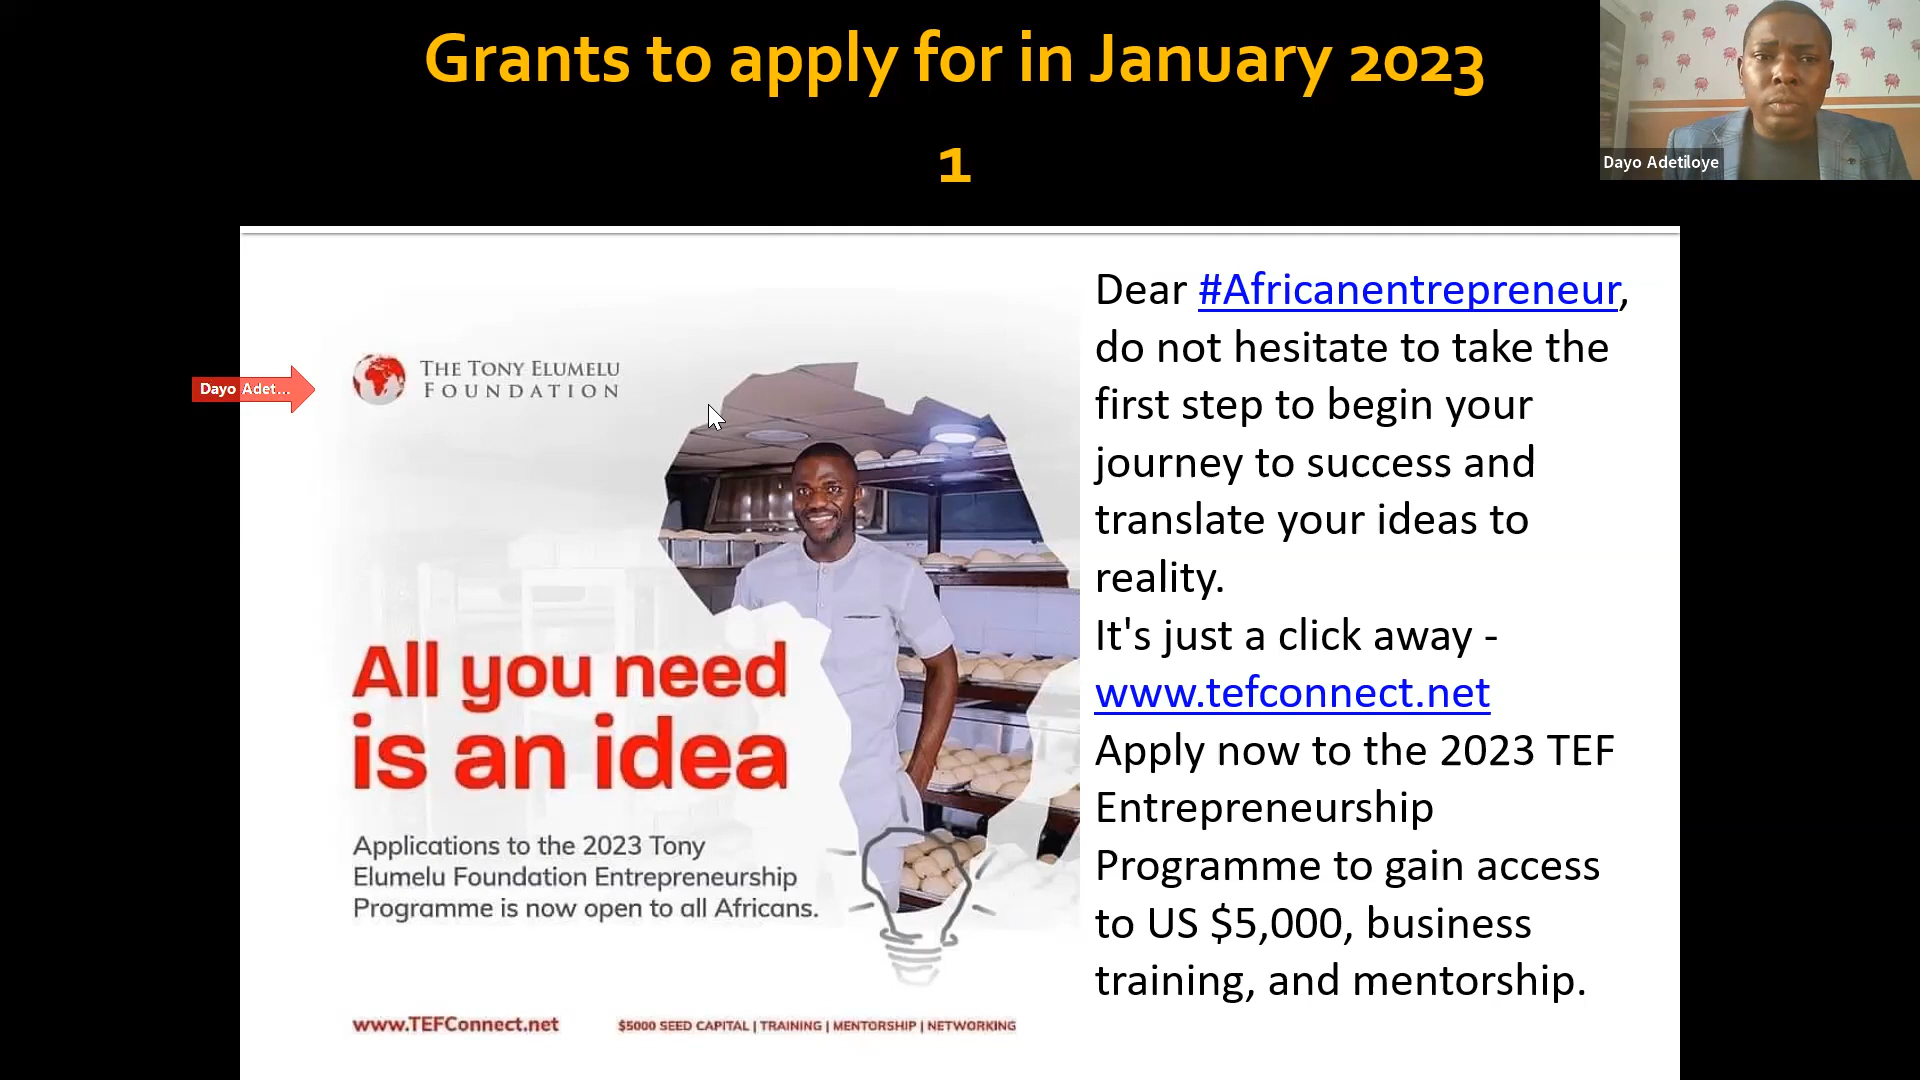 Grants to apply for in January 2023
1
Dayo Adetiloye
Dayo Adet...
THE TONY ELUMELU
FOUNDATION
All you need
is an idea
Applications to the 2023 Tony
Elumelu Foundation Entrepreneurship
Programme is now open to all Africans.
www.TEFConnect.net
$5000 SEED CAPITAL | TRAINING | MENTORSHIP | NETWORKING
Dear #Africanentrepreneur,
do not hesitate to take the
first step to begin your
journey to success and
translate your ideas to
reality.
It's just a click away -
www.tefconnect.net
Apply now to the 2023 TEF
Entrepreneurship
Programme to gain access
to US $5,000, business
training, and mentorship.